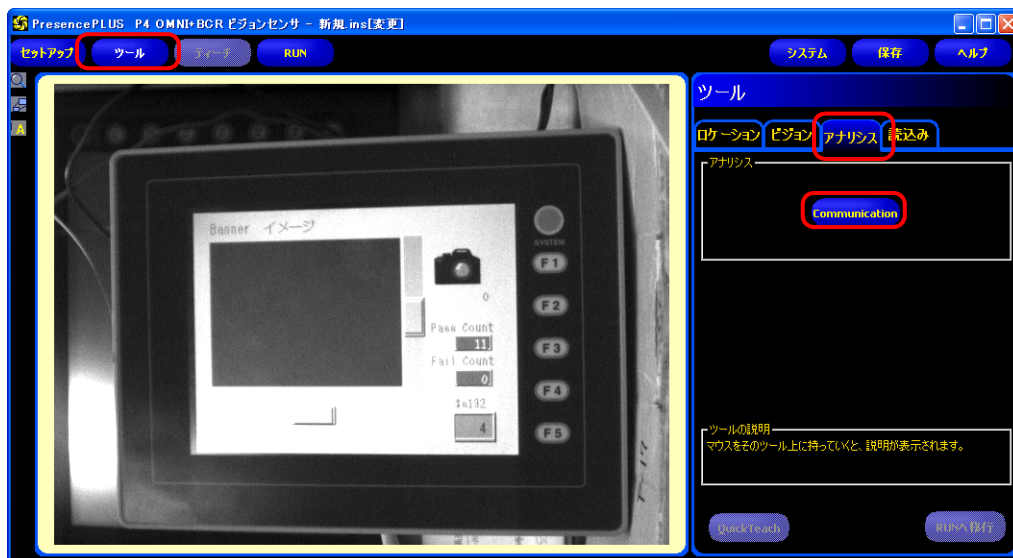 PresencePLUS P4 OMNI+BCR ビジョンセンサ - 新規.ins[変更]
セットアップ ツール ティーチ RUN システム 保存 ヘルプ
ツール
ロケーション ビジョン アナリシス 読込み
アナリシス
Communication
A
Banner イメージ
SYSTEM
F1
0
F2
Pass Count
11
F3
Fail Count
0
F4
$s132
4
F5
ツールの説明
マウスをそのツール上に持っていくと、説明が表示されます。
QuickTeach RUNへ移行